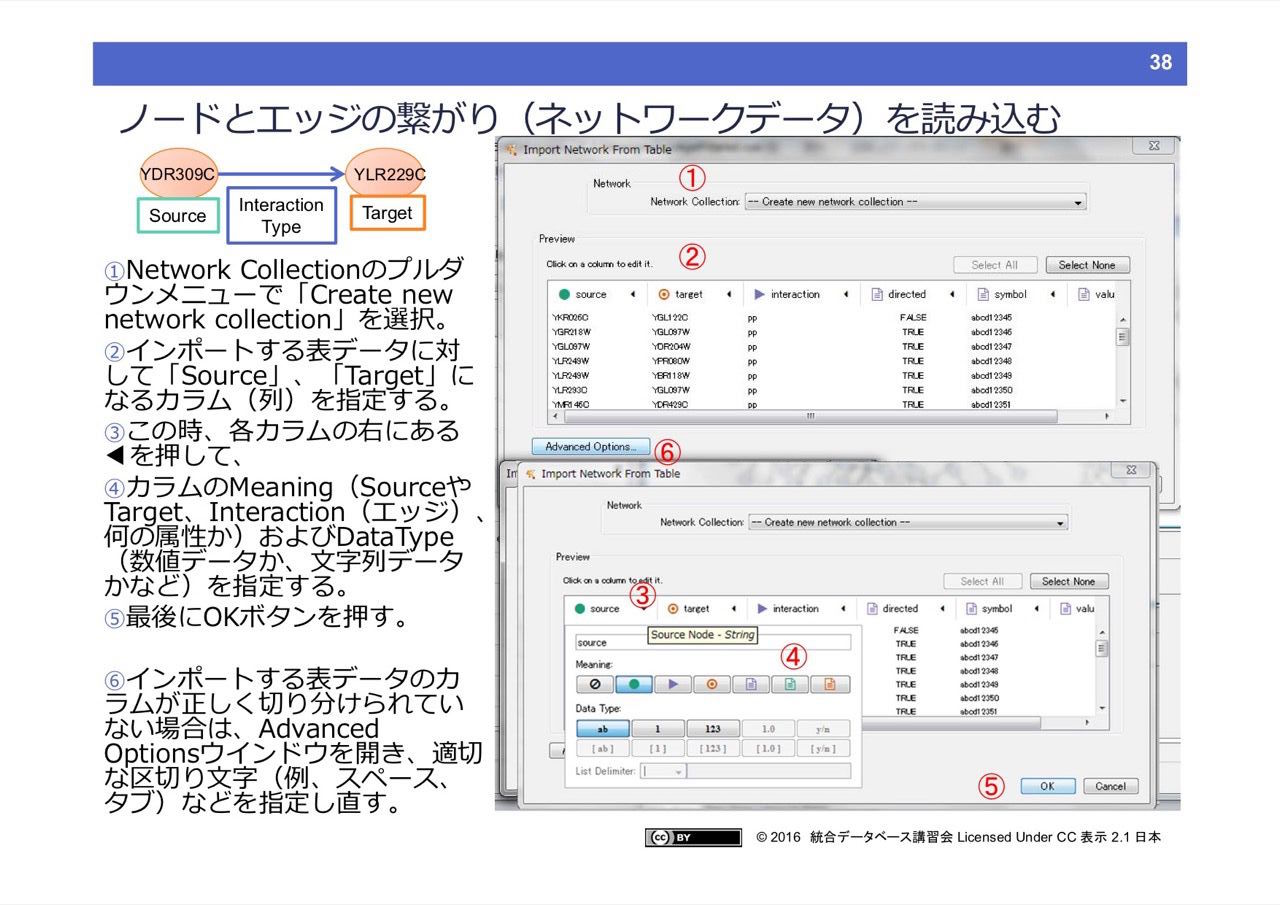 38
ノードとエッジの繋がり（ネットワークデータ）を読み込む
YDR309C
YLR229C
Source
Interaction
Type
Target
①Network Collectionのプルダ
ウンメニューで「Create new
network collection」を選択。
②インポートする表データに対
して「Source」、「Target」に
なるカラム（列）を指定する。
③この時、各カラムの右にある
◀を押して、
④カラムのMeaning（Sourceや
Target、Interaction（エッジ）、
何の属性か）およびDataType
（数値データか、文字列データ
かなど）を指定する。
⑤最後にOKボタンを押す。
⑥インポートする表データのカ
ラムが正しく切り分けられてい
ない場合は、Advanced
Optionsウインドウを開き、適切
な区切り文字（例、スペース、
タブ）などを指定し直す。
Import Network From Table
①
Network
Network Collection: -- Create new network collection --
Preview
②
Click on a column to edit it.
Select All Select None
source target interaction directed symbol valu
YKR026C YGL122C pp FALSE abcd12345
YGR218W YGL097W pp TRUE abcd12346
YGL097W YDR204W pp TRUE abcd12347
YLR249W YPR080W pp TRUE abcd12348
YLR249W YBR118W pp TRUE abcd12349
YLR293C YGL097W pp TRUE abcd12350
YMR146C YDR429C pp TRUE abcd12351
Advanced Options...
⑥
Im
Import Network From Table
Network
Network Collection: -- Create new network collection --
Preview
Click on a column to edit it.
Select All Select None
③
source target interaction directed symbol valu
Source Node - String
source
④
Meaning:
Data Type:
ab 1 123 1.0 y/n
[ab] [1] [123] [1.0] [y/n]
List Delimiter: |
FALSE abcd12345
TRUE abcd12346
TRUE abcd12347
TRUE abcd12348
TRUE abcd12349
TRUE abcd12350
TRUE abcd12351
⑤
OK Cancel
cc BY
© 2016 統合データベース講習会 Licensed Under CC 表示 2.1 日本